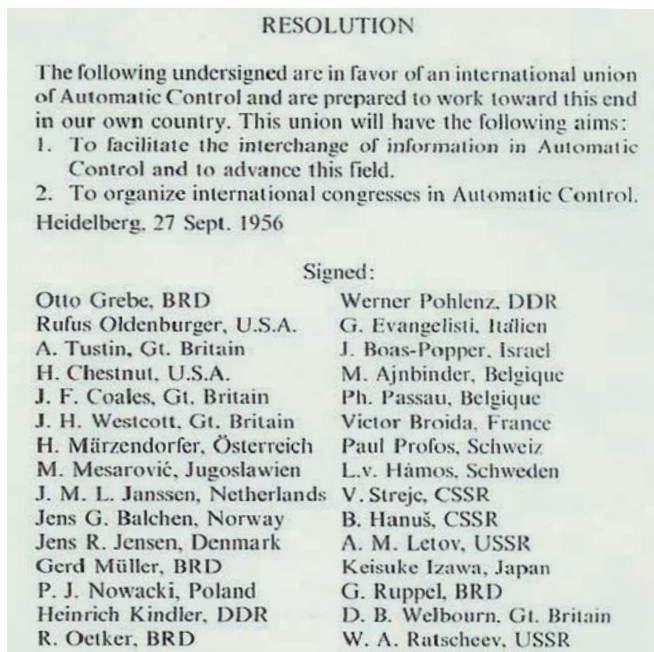 RESOLUTION
The following undersigned are in favor of an international union
of Automatic Control and are prepared to work toward this end
in our own country. This union will have the following aims:
1. To facilitate the interchange of information in Automatic
Control and to advance this field.
2. To organize international congresses in Automatic Control.
Heidelberg, 27 Sept. 1956
Signed:
Otto Grebe, BRD
Rufus Oldenburger, U.S.A.
A. Tustin, Gt. Britain
H. Chestnut, U.S.A.
J. F. Coales, Gt. Britain
J. H. Westcott, Gt. Britain
H. Märzendorfer, Österreich
M. Mesarović, Jugoslawien
J. M. L. Janssen, Netherlands
Jens G. Balchen, Norway
Jens R. Jensen, Denmark
Gerd Müller, BRD
P. J. Nowacki, Poland
Heinrich Kindler, DDR
R. Oetker, BRD
Werner Pohlenz, DDR
G. Evangelisti, Italien
J. Boas-Popper, Israel
M. Ajnbinder, Belgique
Ph. Passau, Belgique
Victor Broida, France
Paul Profos, Schweiz
L.v. Hámos, Schweden
V. Strejc, CSSR
B. Hanuš, CSSR
A. M. Letov, USSR
Keisuke Izawa, Japan
G. Ruppel, BRD
D. B. Welbourn, Gt. Britain
W. A. Ratscheev, USSR